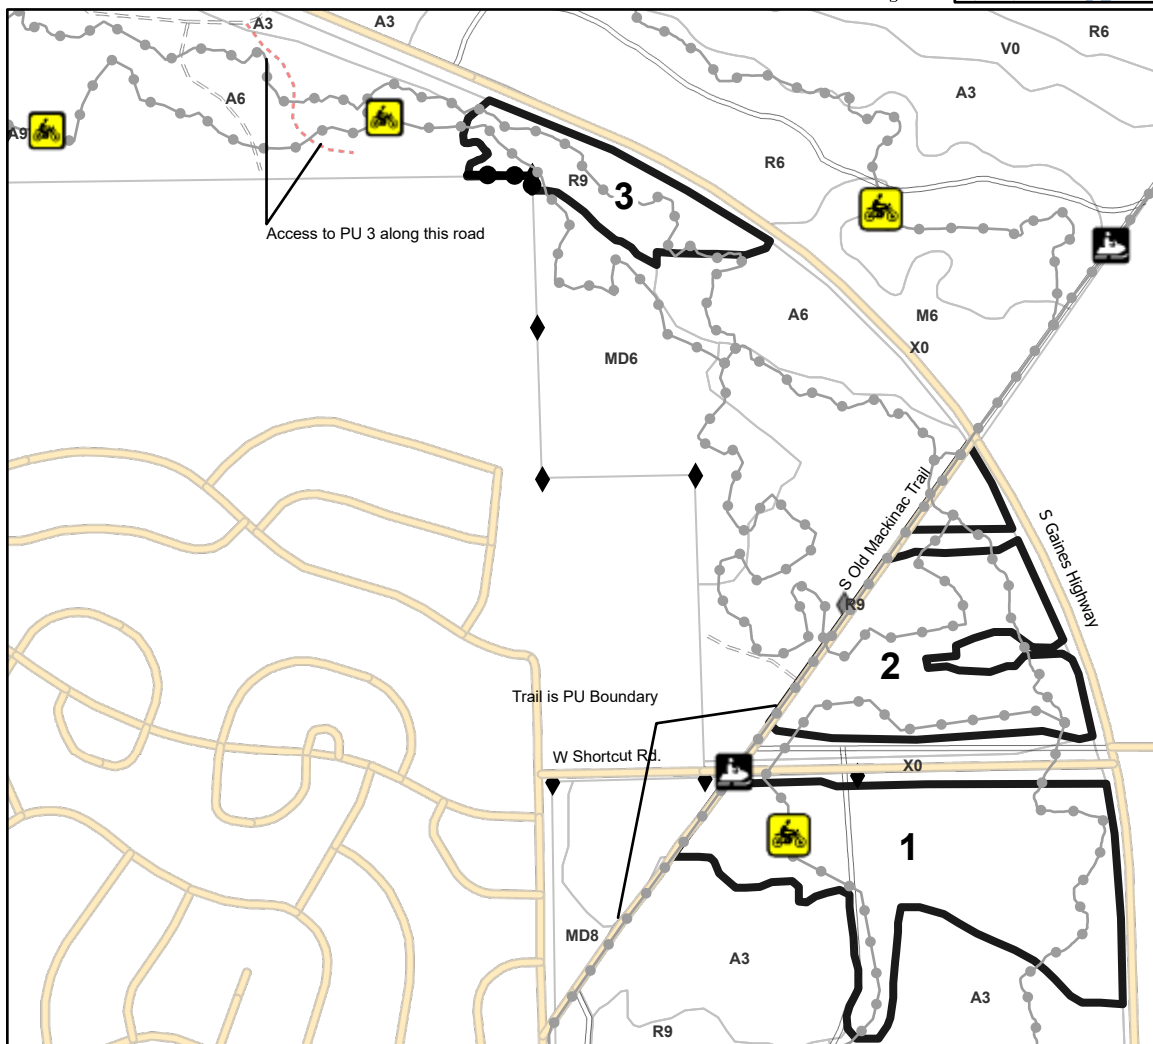 A3
A3
R6
V0
A3
A6
A9
R6
R9
3
Access to PU 3 along this road
A6
M6
X0
MD6
S Old Mackinac Trail
S Gaines Highway
R9
2
Trail is PU Boundary
W Shortcut Rd.
X0
1
MD8
A3
A3
R9